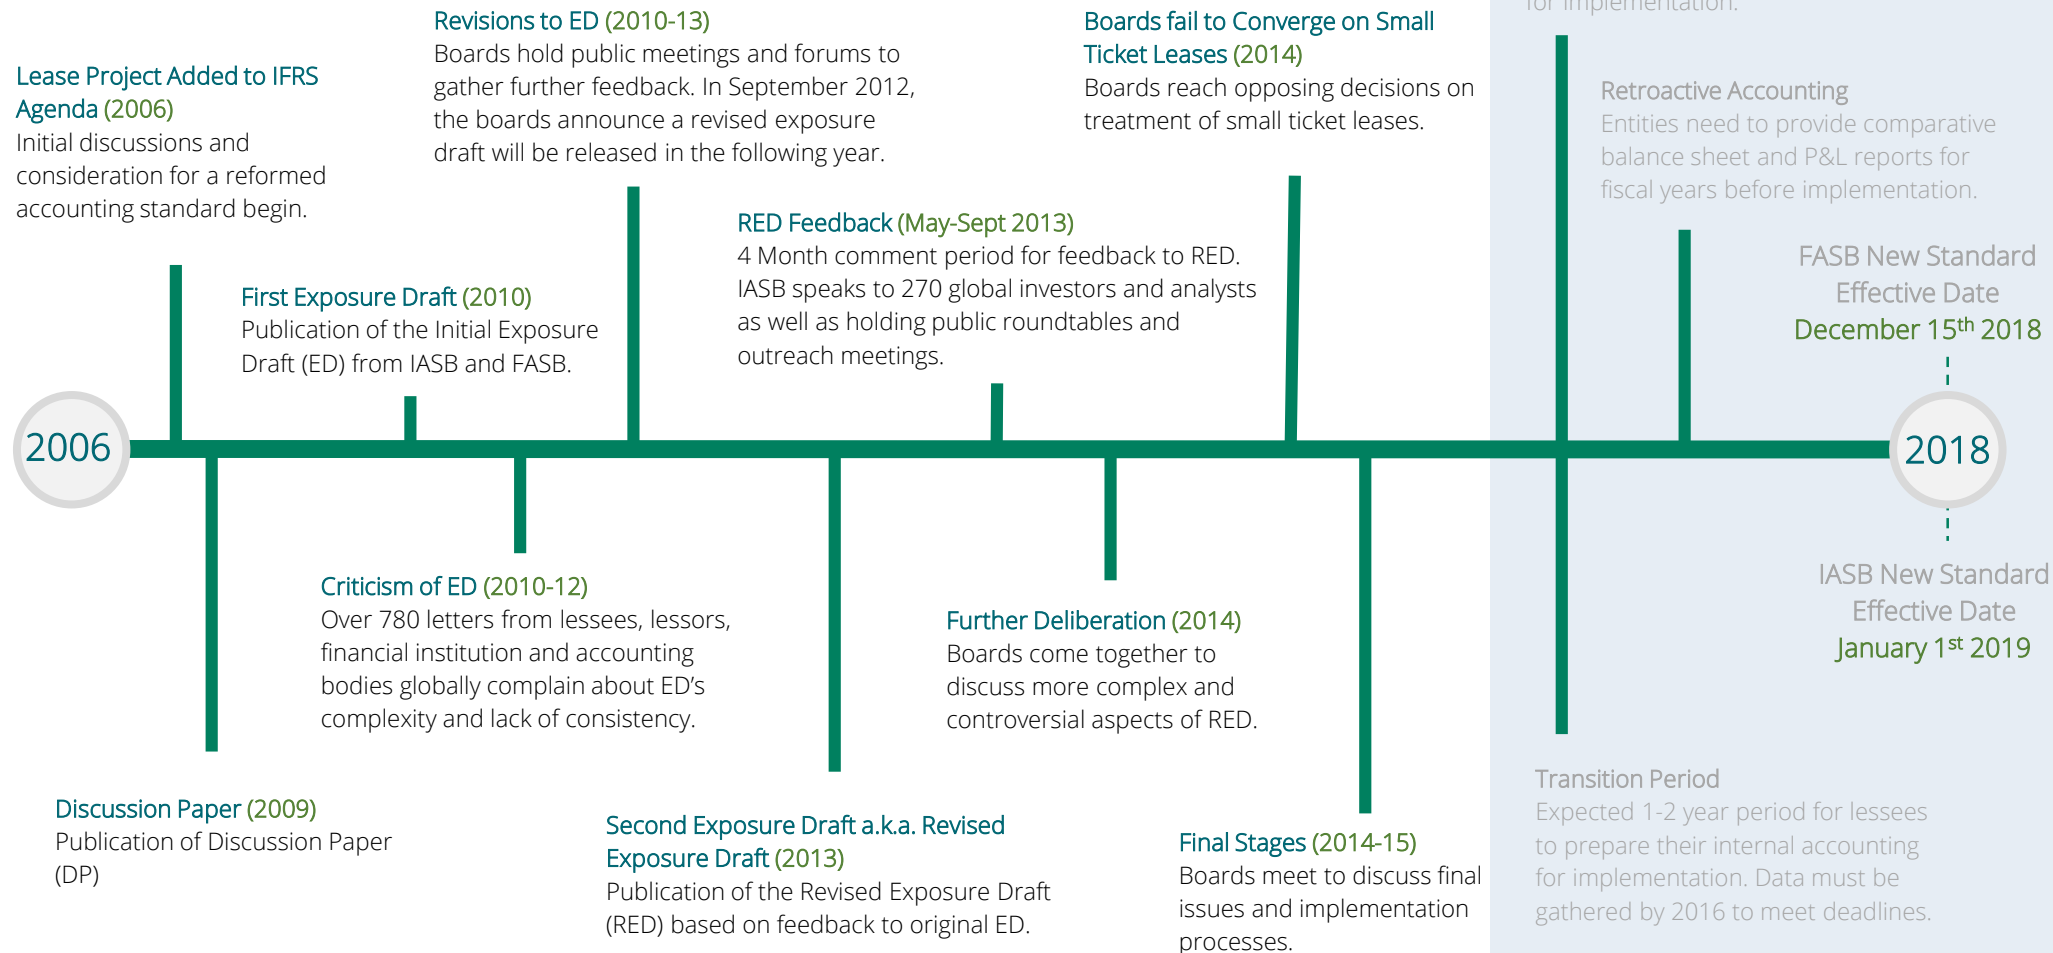 Revisions to ED (2010-13)
Boards hold public meetings and forums to
gather further feedback. In September 2012,
the boards announce a revised exposure
draft will be released in the following year.
Boards fail to Converge on Small
Ticket Leases (2014)
Boards reach opposing decisions on
treatment of small ticket leases.
for implementation.
Lease Project Added to IFRS
Agenda (2006)
Initial discussions and
consideration for a reformed
accounting standard begin.
Retroactive Accounting
Entities need to provide comparative
balance sheet and P&L reports for
fiscal years before implementation.
RED Feedback (May-Sept 2013)
4 Month comment period for feedback to RED.
IASB speaks to 270 global investors and analysts
as well as holding public roundtables and
outreach meetings.
First Exposure Draft (2010)
Publication of the Initial Exposure
Draft (ED) from IASB and FASB.
FASB New Standard
Effective Date
December 15th 2018
2006
2018
IASB New Standard
Effective Date
January 1st 2019
Criticism of ED (2010-12)
Over 780 letters from lessees, lessors,
financial institution and accounting
bodies globally complain about ED’s
complexity and lack of consistency.
Further Deliberation (2014)
Boards come together to
discuss more complex and
controversial aspects of RED.
Discussion Paper (2009)
Publication of Discussion Paper
(DP)
Second Exposure Draft a.k.a. Revised
Exposure Draft (2013)
Publication of the Revised Exposure Draft
(RED) based on feedback to original ED.
Final Stages (2014-15)
Boards meet to discuss final
issues and implementation
processes.
Transition Period
Expected 1-2 year period for lessees
to prepare their internal accounting
for implementation. Data must be
gathered by 2016 to meet deadlines.